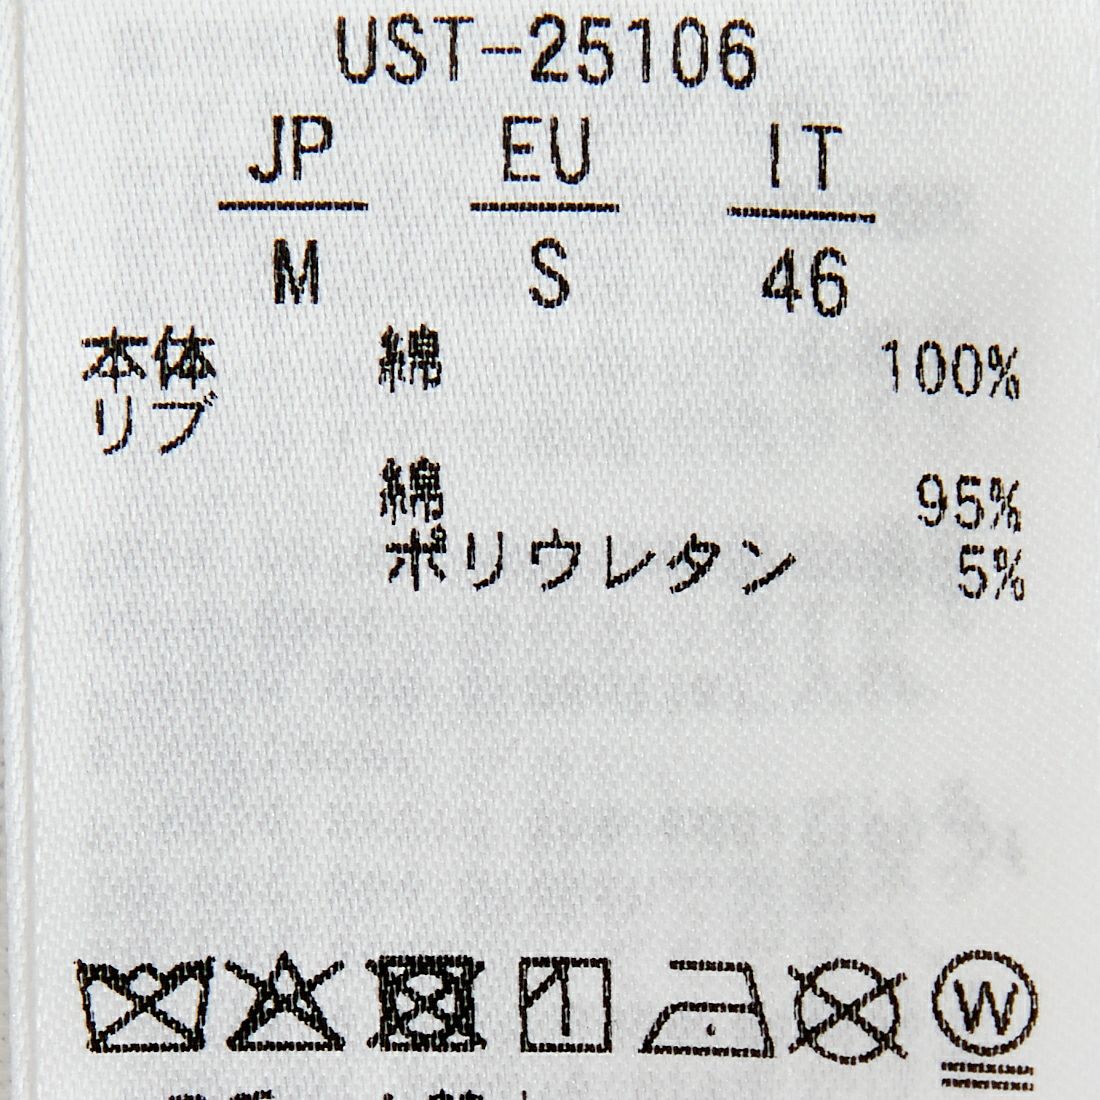 UST-25106
JP EU IT
M S 46
本体 綿 100%
リブ
綿 95%
ポリウレタン 5%
W